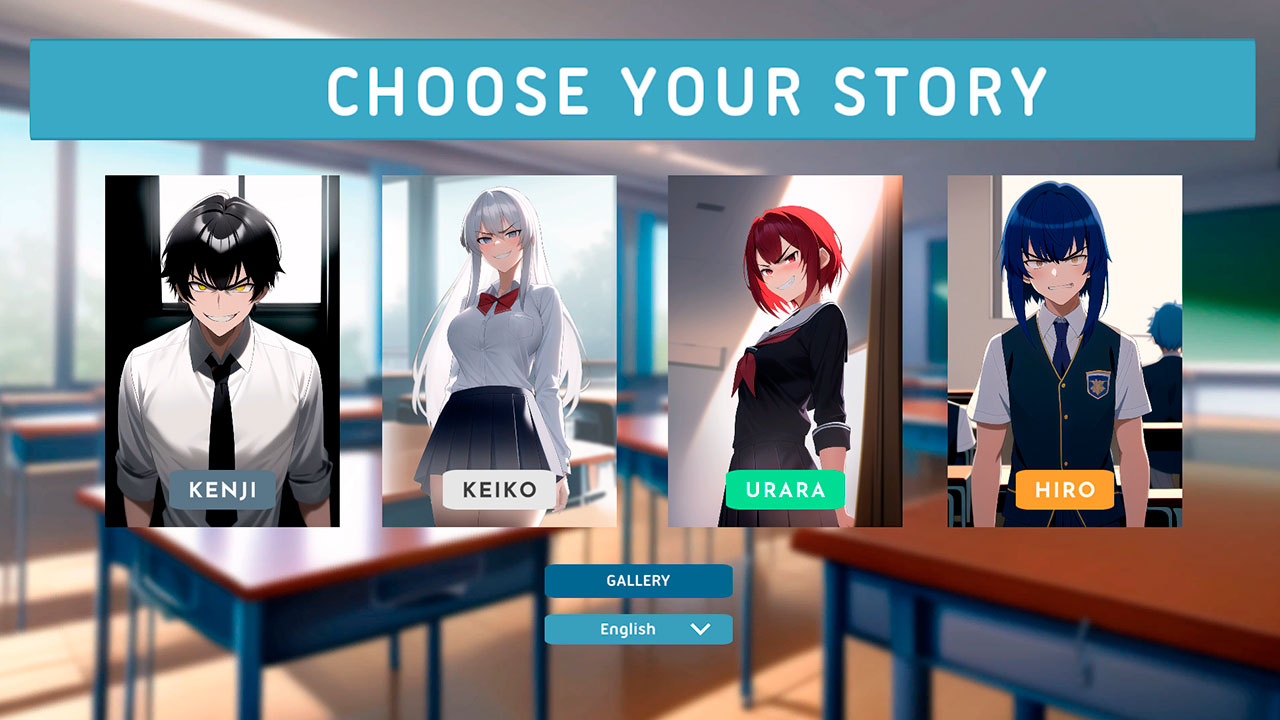 CHOOSE YOUR STORY
KENJI
KEIKO
URARA
HIRO
GALLERY
English